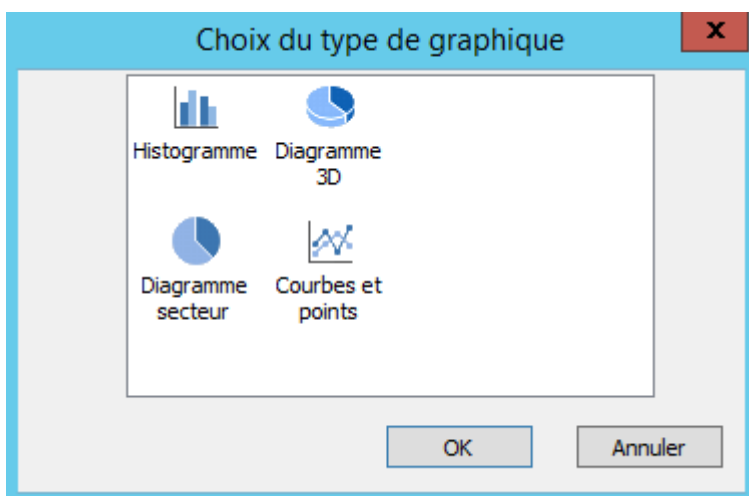 Choix du type de graphique
x
Histogramme
Diagramme
3D
Diagramme
secteur
Courbes et
points
OK
Annuler